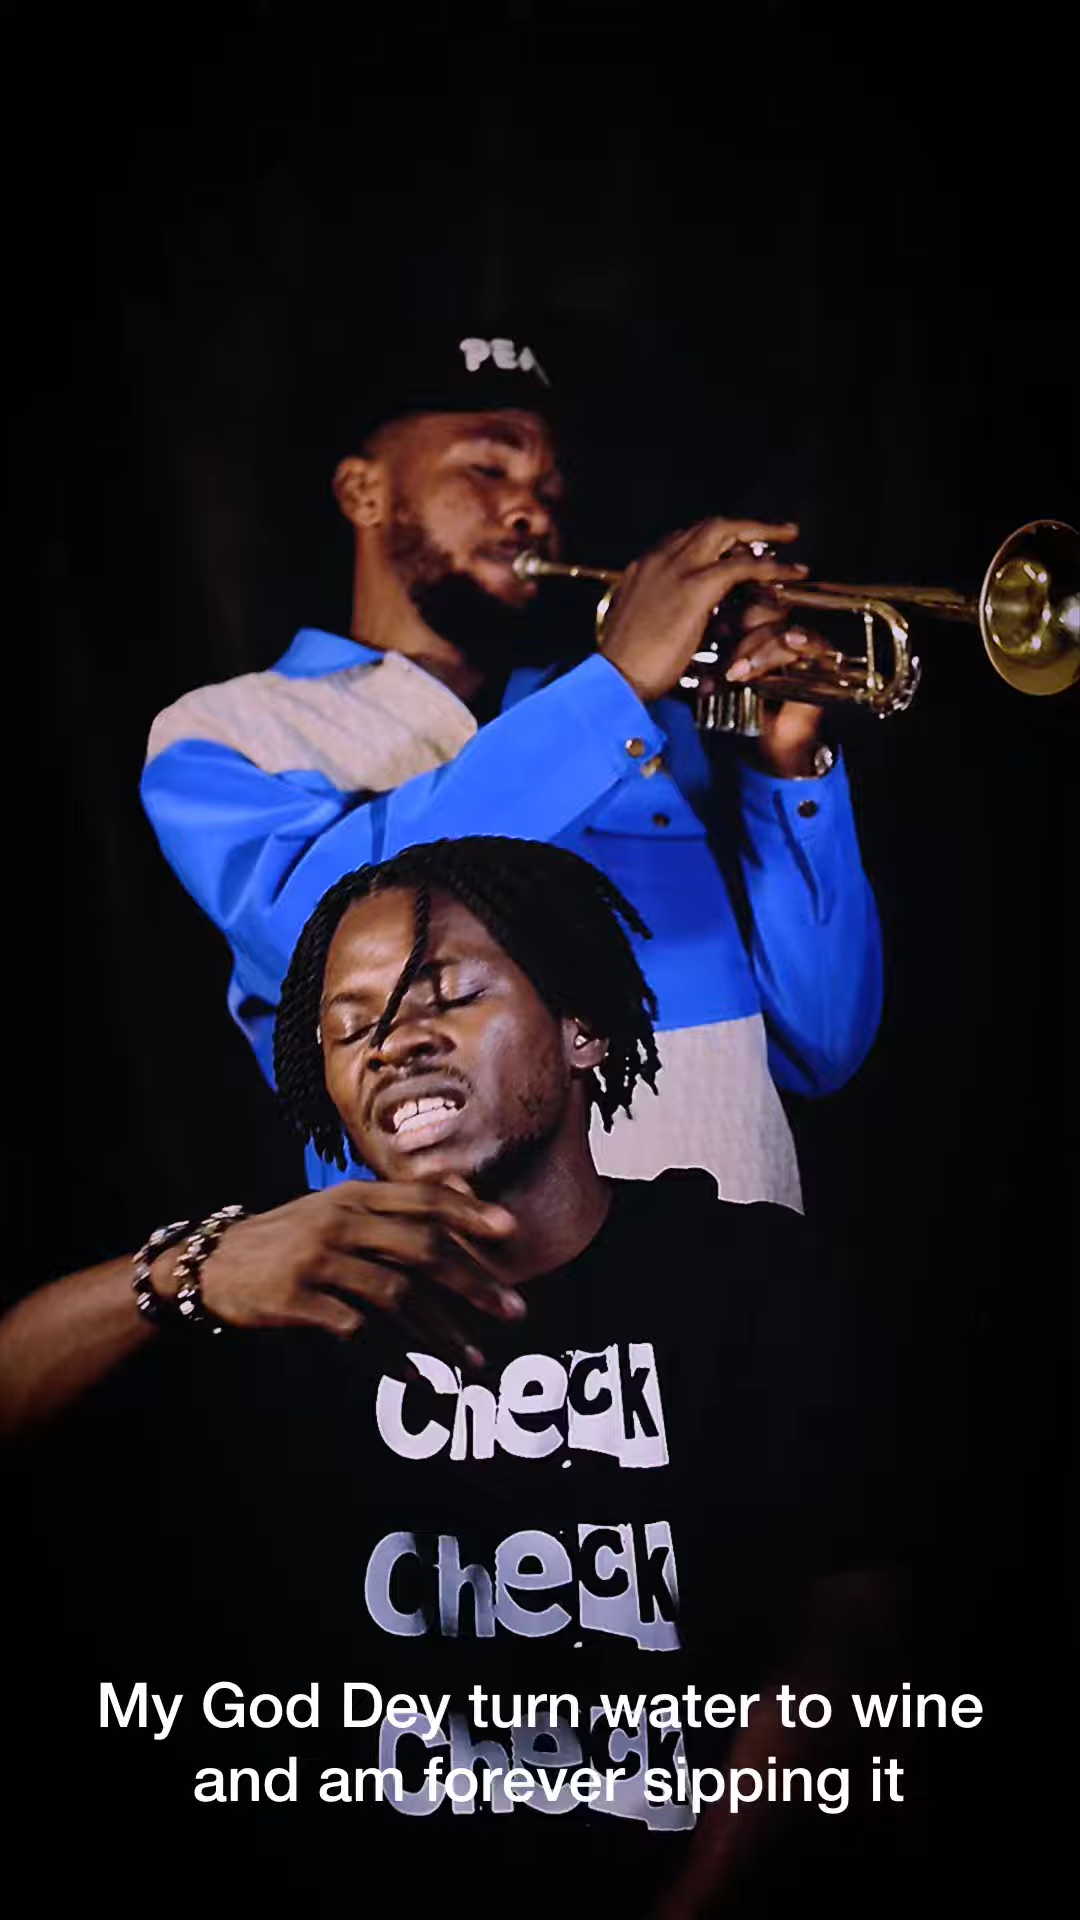 PEA
Check
Check
Check
My God Dey turn water to wine
and am forever sipping it